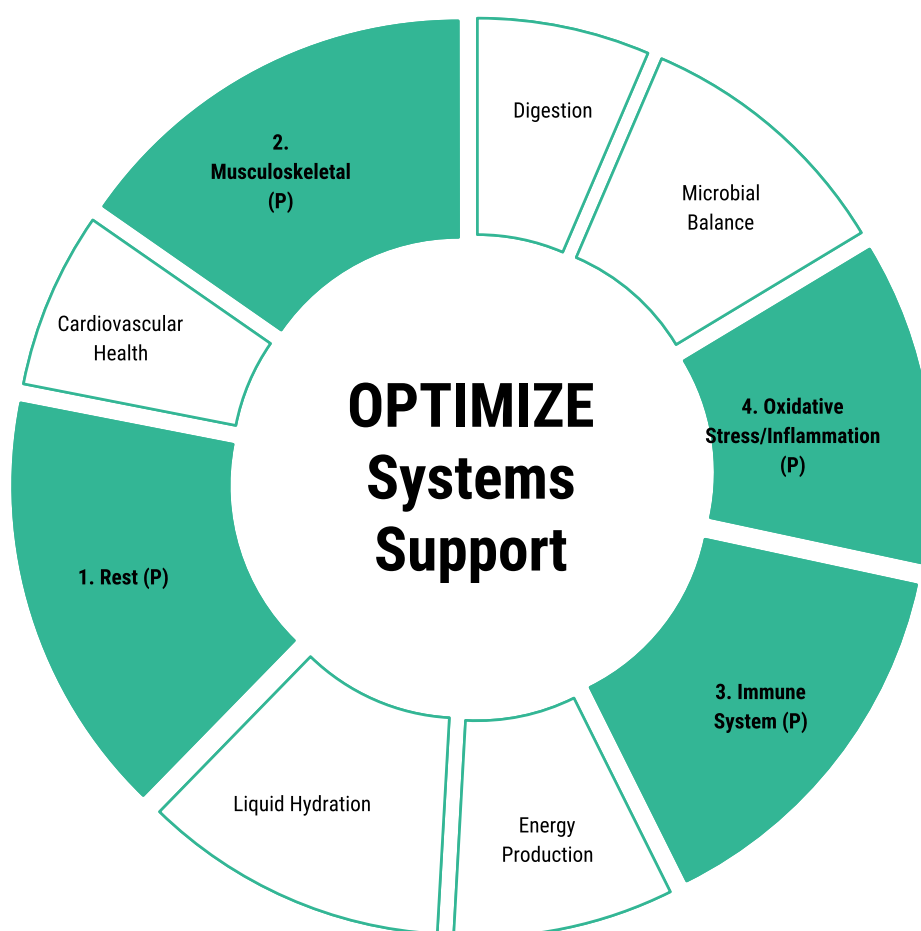 OPTIMIZE
Systems
Support
Digestion
Microbial
Balance
4. Oxidative
Stress/Inflammation
(P)
3. Immune
System (P)
Energy
Production
Liquid Hydration
1. Rest (P)
Cardiovascular
Health
2.
Musculoskeletal
(P)